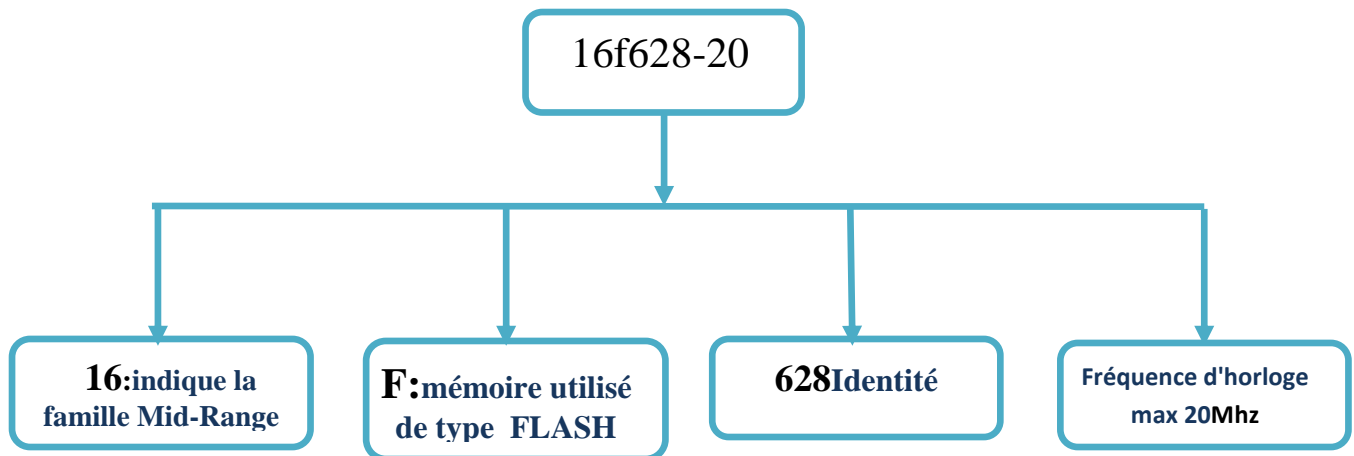 16f628-20
16:indique la
famille Mid-Range
F:mémoire utilisé
de type FLASH
628Identité
Fréquence d'horloge
max 20Mhz